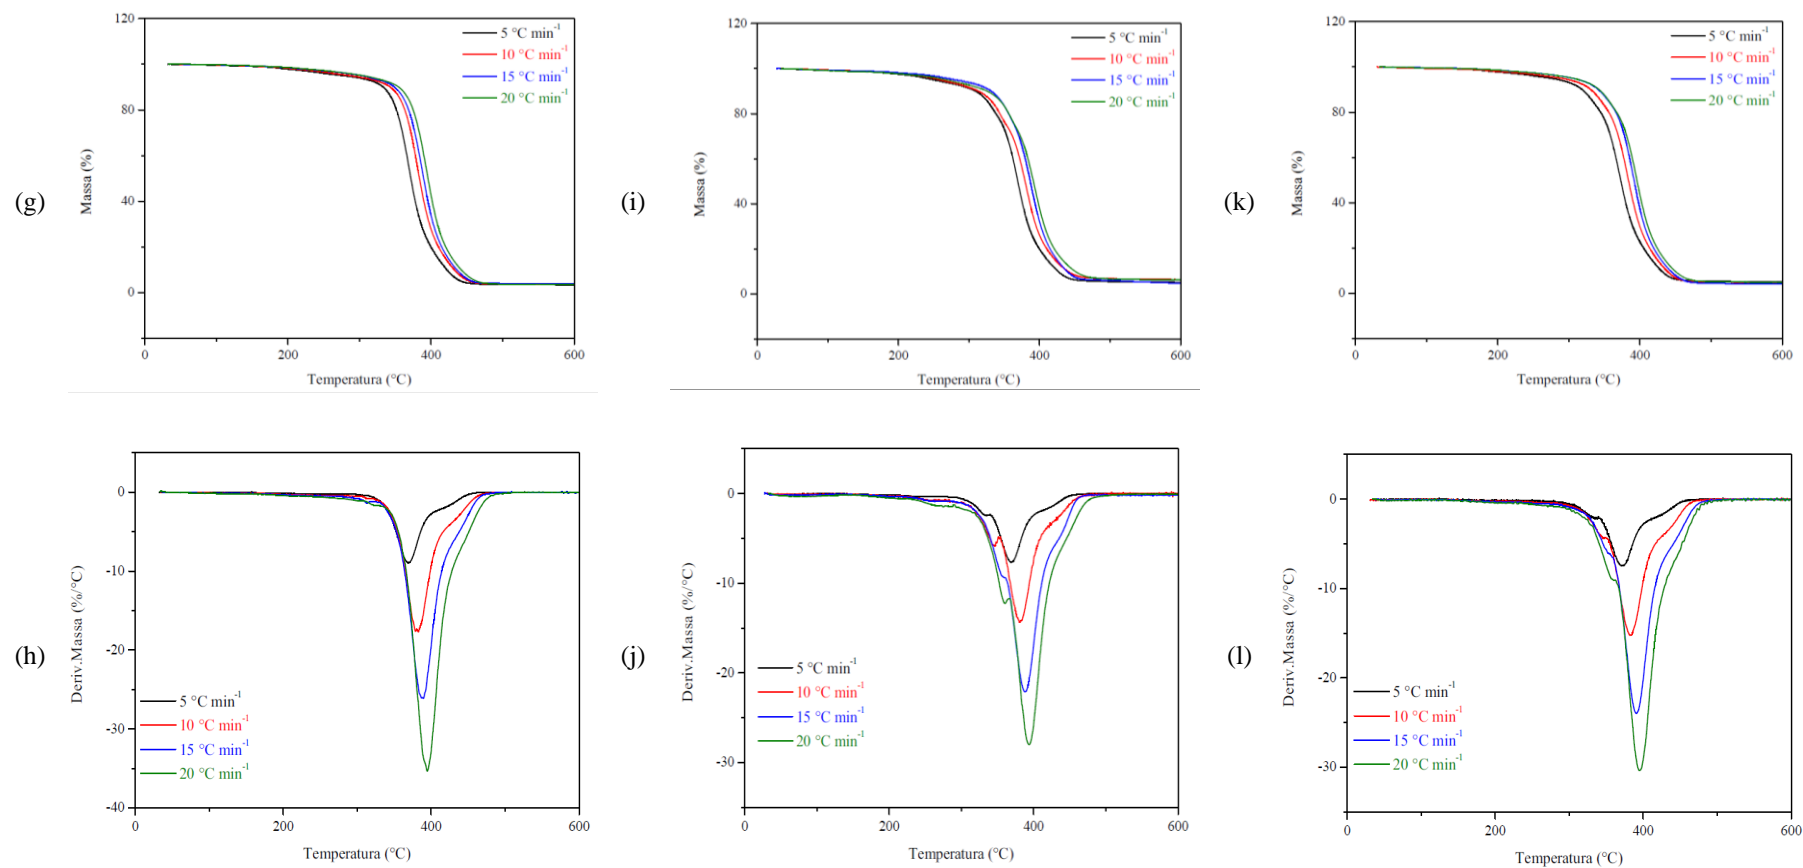 (g)
120
80
40
0
Massa (%)
5 °C min⁻¹
10 °C min⁻¹
15 °C min⁻¹
20 °C min⁻¹
0 200 400 600
Temperatura (°C)
(i)
120
80
40
0
Massa (%)
5 °C min⁻¹
10 °C min⁻¹
15 °C min⁻¹
20 °C min⁻¹
0 200 400 600
Temperatura (°C)
(k)
120
80
40
0
Massa (%)
5 °C min⁻¹
10 °C min⁻¹
15 °C min⁻¹
20 °C min⁻¹
0 200 400 600
Temperatura (°C)
(h)
0
-10
-20
-30
-40
Deriv.Massa (%/°C)
5 °C min⁻¹
10 °C min⁻¹
15 °C min⁻¹
20 °C min⁻¹
0 200 400 600
Temperatura (°C)
(j)
0
-10
-20
-30
Deriv.Massa (%/°C)
5 °C min⁻¹
10 °C min⁻¹
15 °C min⁻¹
20 °C min⁻¹
0 200 400 600
Temperatura (°C)
(l)
0
-10
-20
-30
Deriv.Massa (%/°C)
5 °C min⁻¹
10 °C min⁻¹
15 °C min⁻¹
20 °C min⁻¹
0 200 400 600
Temperatura (°C)